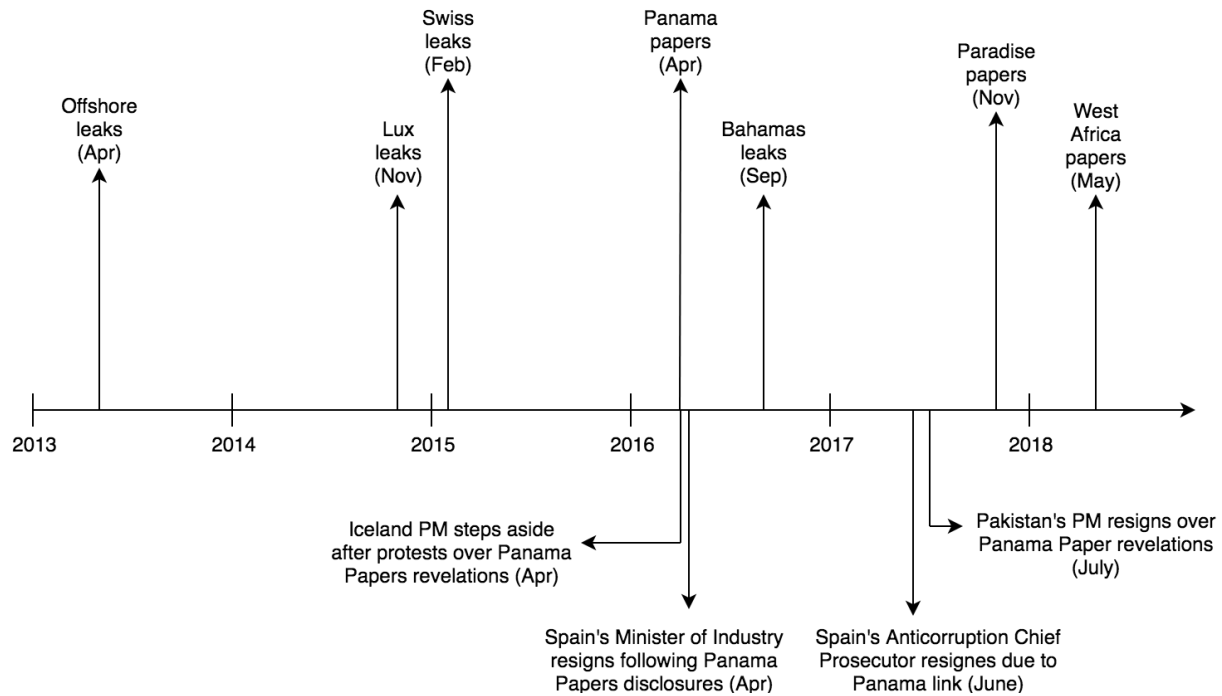 Offshore
leaks
(Apr)
Lux
leaks
(Nov)
Swiss
leaks
(Feb)
Panama
papers
(Apr)
Bahamas
leaks
(Sep)
Paradise
papers
(Nov)
West
Africa
papers
(May)
2013
2014
2015
2016
2017
2018
Iceland PM steps aside
after protests over Panama
Papers revelations (Apr)
Spain's Minister of Industry
resigns following Panama
Papers disclosures (Apr)
Spain's Anticorruption Chief
Prosecutor resignes due to
Panama link (June)
Pakistan's PM resigns over
Panama Paper revelations
(July)